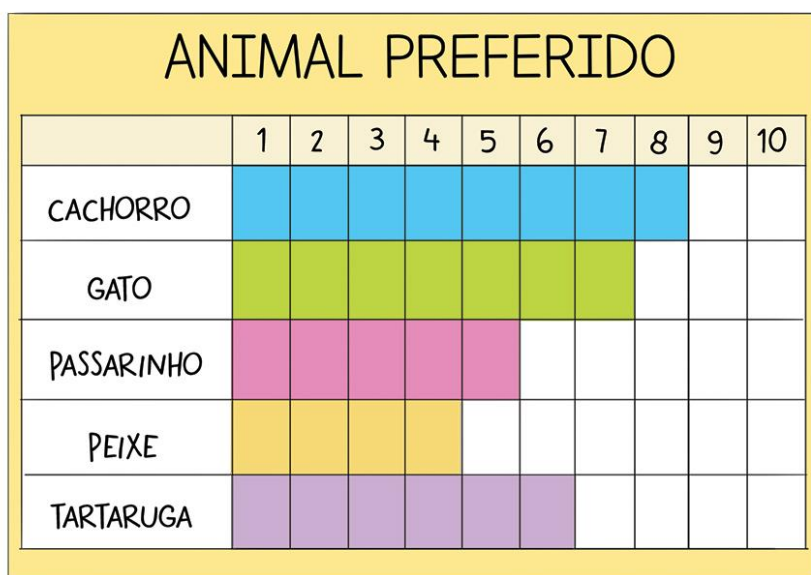 ANIMAL PREFERIDO
1 2 3 4 5 6 7 8 9 10
CACHORRO
GATO
PASSARINHO
PEIXE
TARTARUGA